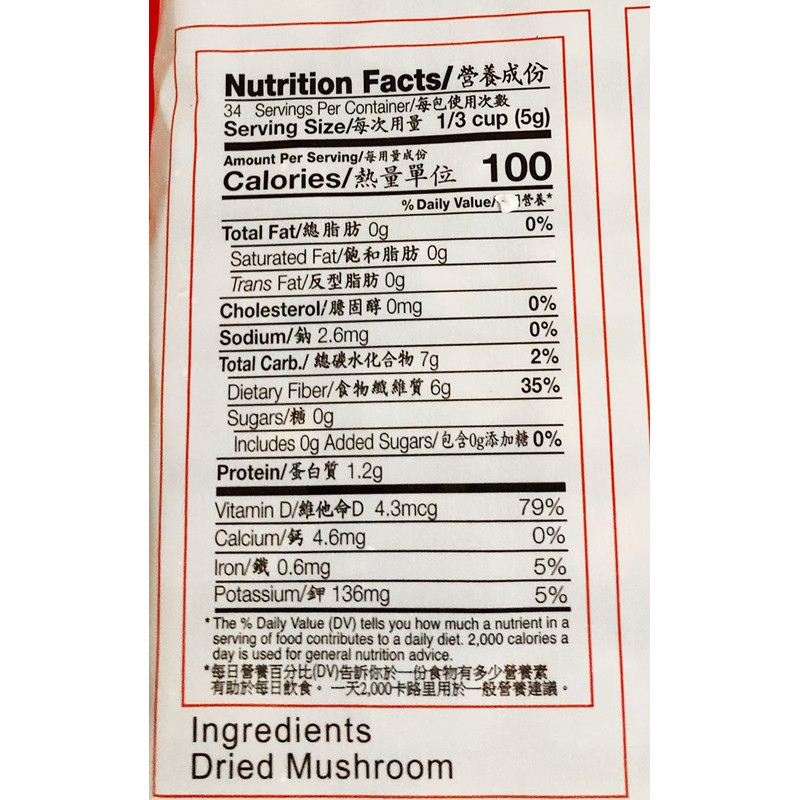 Nutrition Facts/營養成份
34 Servings Per Container/每包使用次數
Serving Size/每次用量 1/3 cup (5g)
Amount Per Serving/每用量成份
Calories/熱量單位 100
% Daily Value/ 營養*
Total Fat/總脂肪 0g 0%
Saturated Fat/飽和脂肪 0g
Trans Fat/反型脂肪 0g
Cholesterol/膽固醇 0mg 0%
Sodium/鈉 2.6mg 0%
Total Carb./ 總碳水化合物 7g 2%
Dietary Fiber/食物纖維質 6g 35%
Sugars/糖 0g
Includes 0g Added Sugars/包含0g添加糖 0%
Protein/蛋白質 1.2g
Vitamin D/維他命D 4.3mcg 79%
Calcium/鈣 4.6mg 0%
Iron/鐵 0.6mg 5%
Potassium/鉀 136mg 5%
* The % Daily Value (DV) tells you how much a nutrient in a
serving of food contributes to a daily diet. 2,000 calories a
day is used for general nutrition advice.
*每日營養百分比(DV)告訴你於一份食物有多少營養素
有助於每日飲食。 一天2,000卡路里用於一般營養建議。
Ingredients
Dried Mushroom